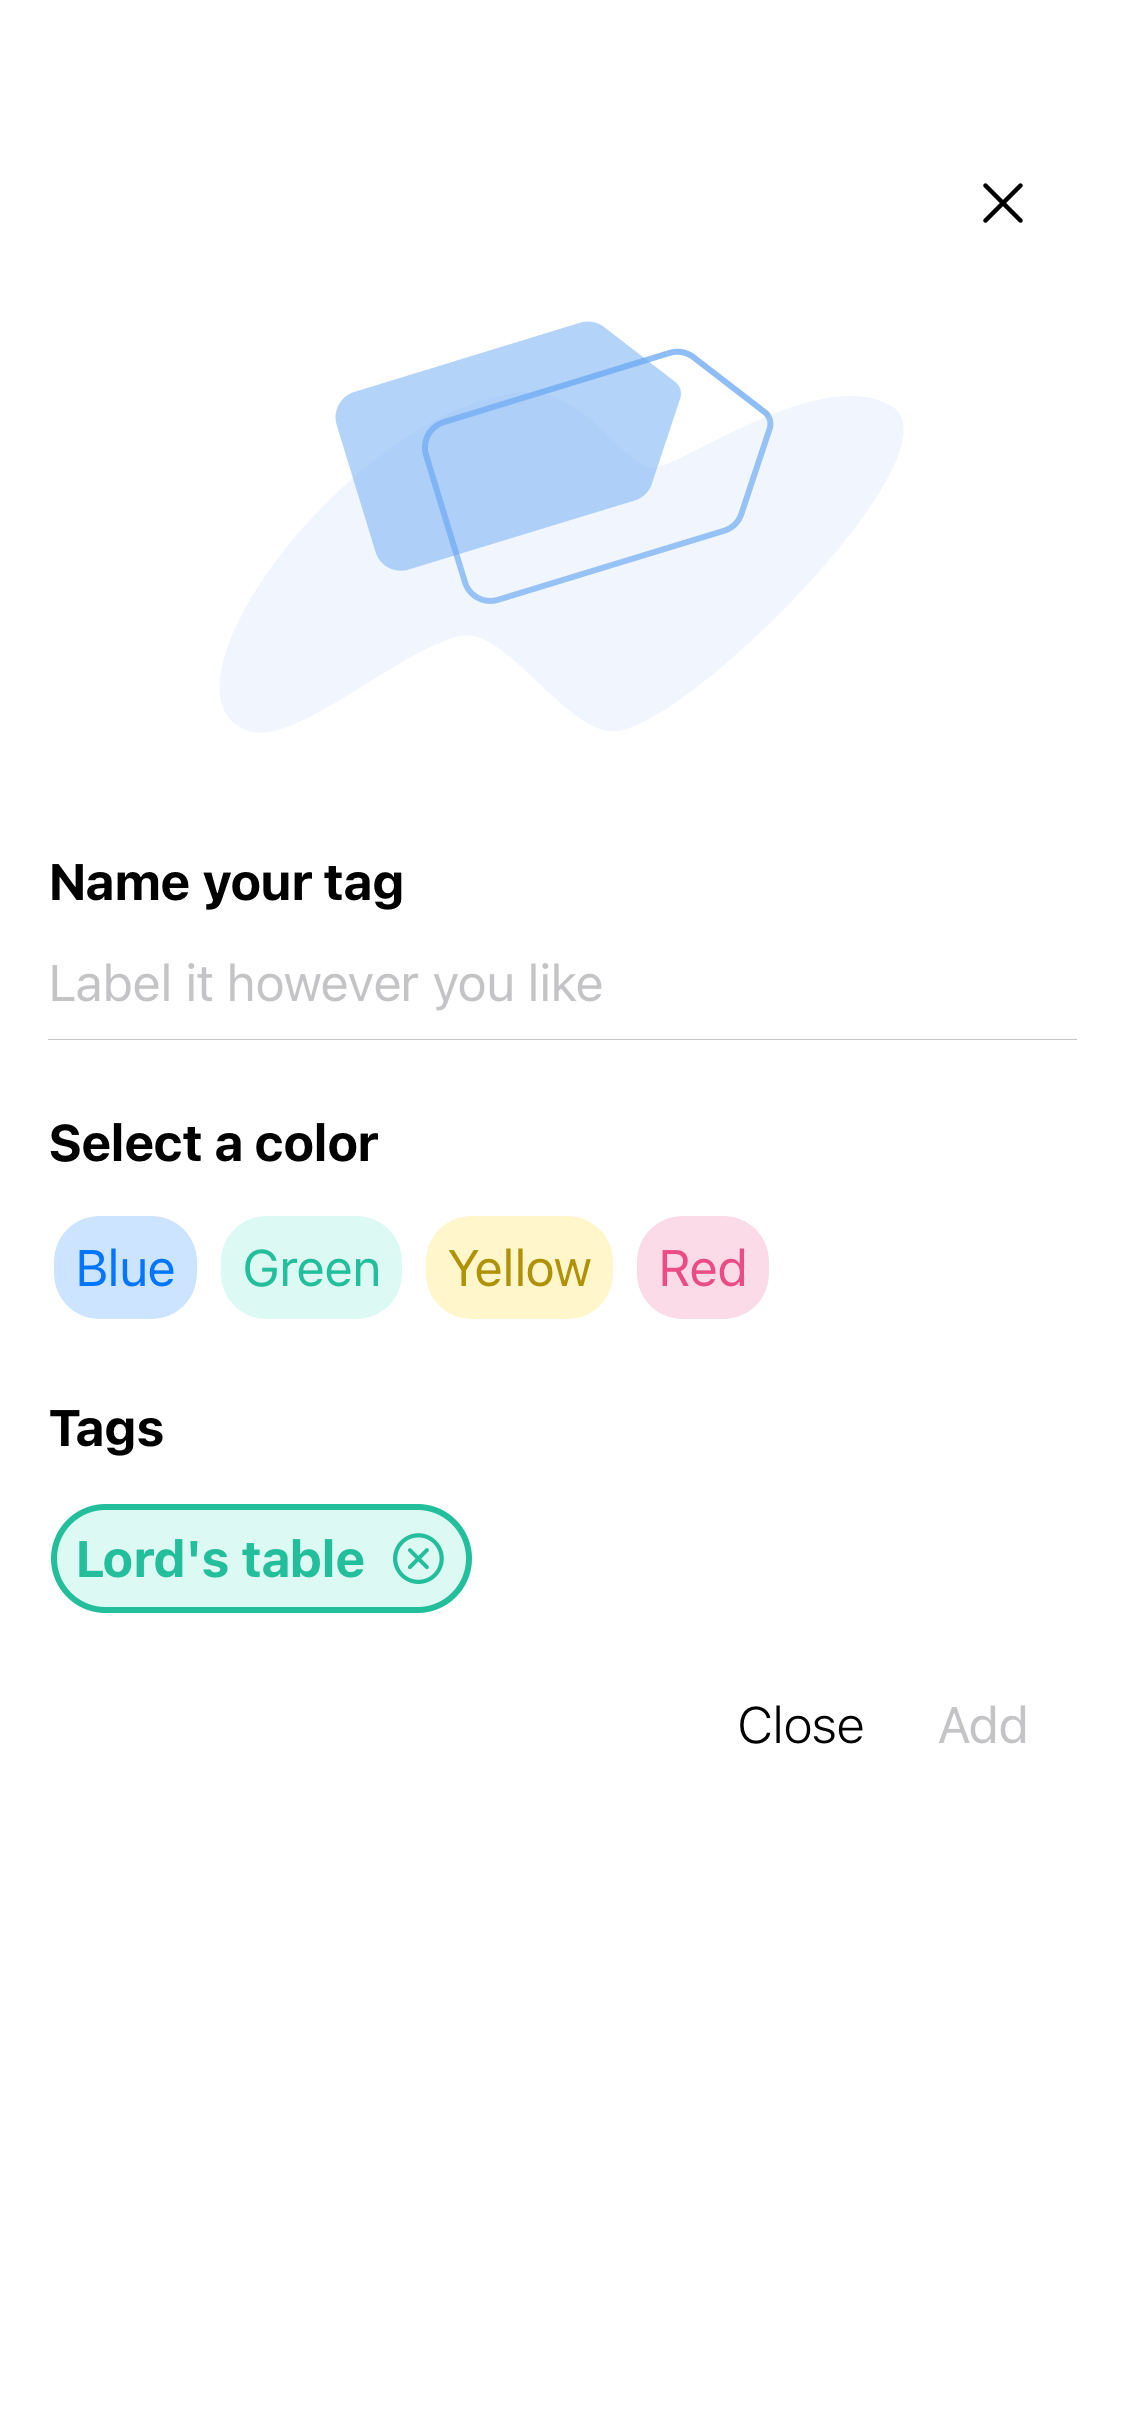 Name your tag
Label it however you like
Select a color
Blue Green Yellow Red
Tags
Lord's table
Close Add